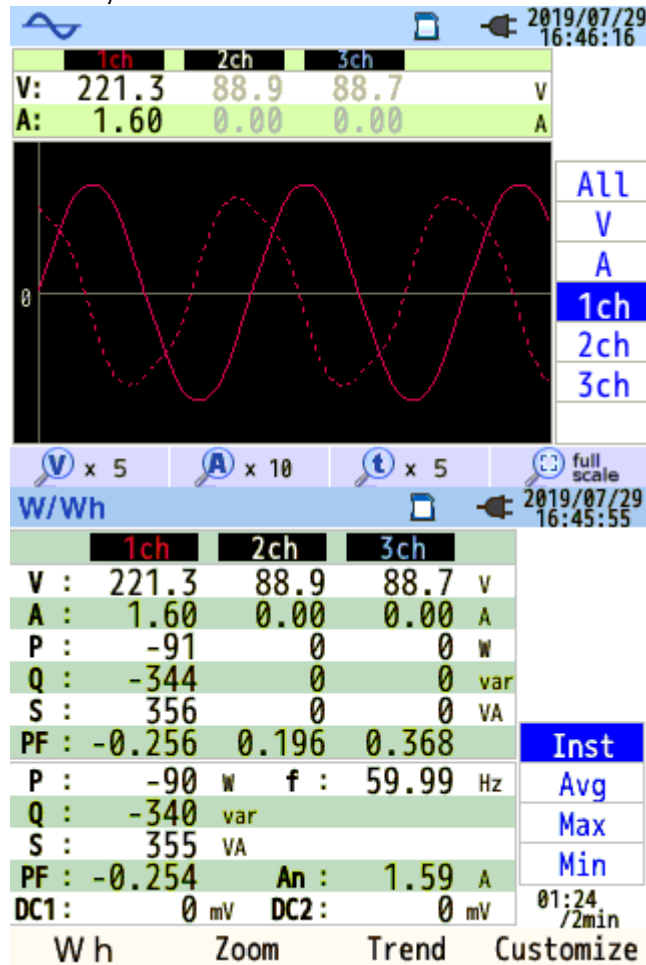 2019/07/29
16:46:16
1ch 2ch 3ch
V: 221.3 88.9 88.7 V
A: 1.60 0.00 0.00 A
All
V
A
0
1ch
2ch
3ch
V x 5 A x 10 t x 5 full scale
W/Wh 2019/07/29
16:45:55
1ch 2ch 3ch
V : 221.3 88.9 88.7 V
A : 1.60 0.00 0.00 A
P : -91 0 0 W
Q : -344 0 0 var
S : 356 0 0 VA
PF : -0.256 0.196 0.368
Inst
P : -90 W f : 59.99 Hz
Avg
Q : -340 var
Max
S : 355 VA
Min
PF : -0.254 An : 1.59 A
DC1 : 0 mV DC2 : 0 mV
01:24
/2min
Wh Zoom Trend Customize